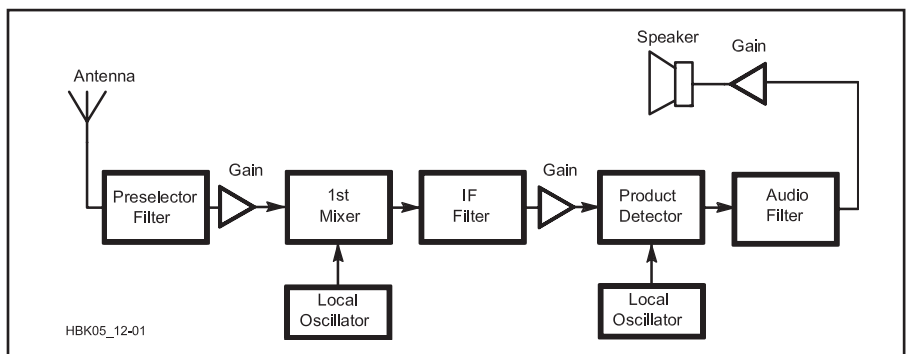 Speaker
Gain
Antenna
Gain
Preselector
Filter
1st
Mixer
IF
Filter
Gain
Product
Detector
Audio
Filter
Local
Oscillator
Local
Oscillator
HBK05_12-01